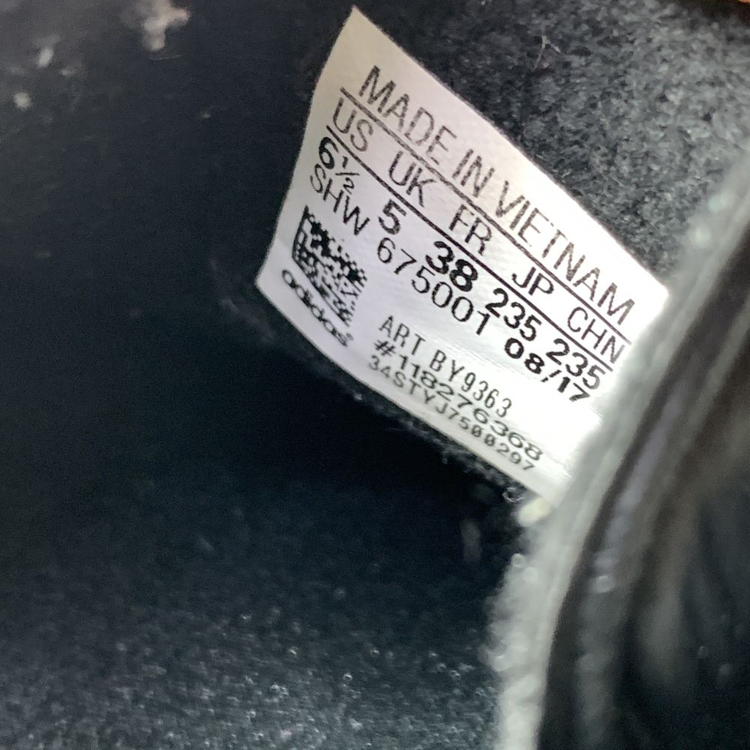 MADE IN VIETNAM
US UK FR JP CHN
6½ 5 38 235 235
SHW 675001 08/17
adidas
ART BY9363
#118276368
34STYJ7500297